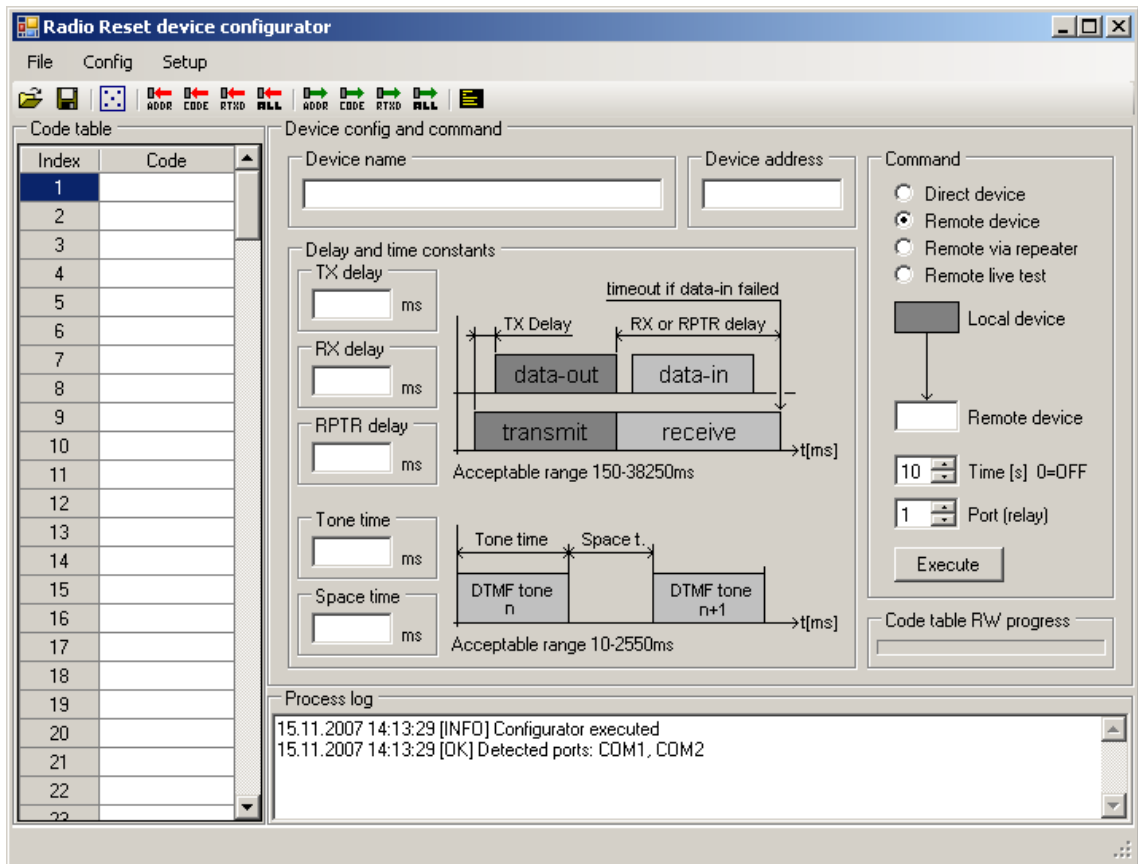 Radio Reset device configurator
File Config Setup
ADDR CODE RTXD ALL ADDR CODE RTXD ALL
Code table
Index Code
1
2
3
4
5
6
7
8
9
10
11
12
13
14
15
16
17
18
19
20
21
22
23
Device config and command
Device name
Device address
Delay and time constants
TX delay
ms
RX delay
ms
RPTR delay
ms
timeout if data-in failed
TX Delay
RX or RPTR delay
data-out
data-in
transmit
receive
t[ms]
Acceptable range 150-38250ms
Tone time
ms
Space time
ms
Tone time
Space t.
DTMF tone
n
DTMF tone
n+1
t[ms]
Acceptable range 10-2550ms
Command
Direct device
Remote device
Remote via repeater
Remote live test
Local device
Remote device
10 Time [s] 0=OFF
1 Port (relay)
Execute
Code table RW progress
Process log
15.11.2007 14:13:29 [INFO] Configurator executed
15.11.2007 14:13:29 [OK] Detected ports: COM1, COM2